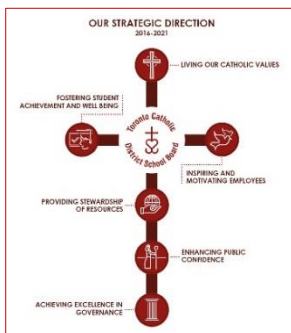 OUR STRATEGIC DIRECTION
2016-2021
LIVING OUR CATHOLIC VALUES
FOSTERING STUDENT
ACHIEVEMENT AND WELL BEING
Toronto Catholic
District School Board
INSPIRING AND
MOTIVATING EMPLOYEES
PROVIDING STEWARDSHIP
OF RESOURCES
ENHANCING PUBLIC
CONFIDENCE
ACHIEVING EXCELLENCE IN
GOVERNANCE